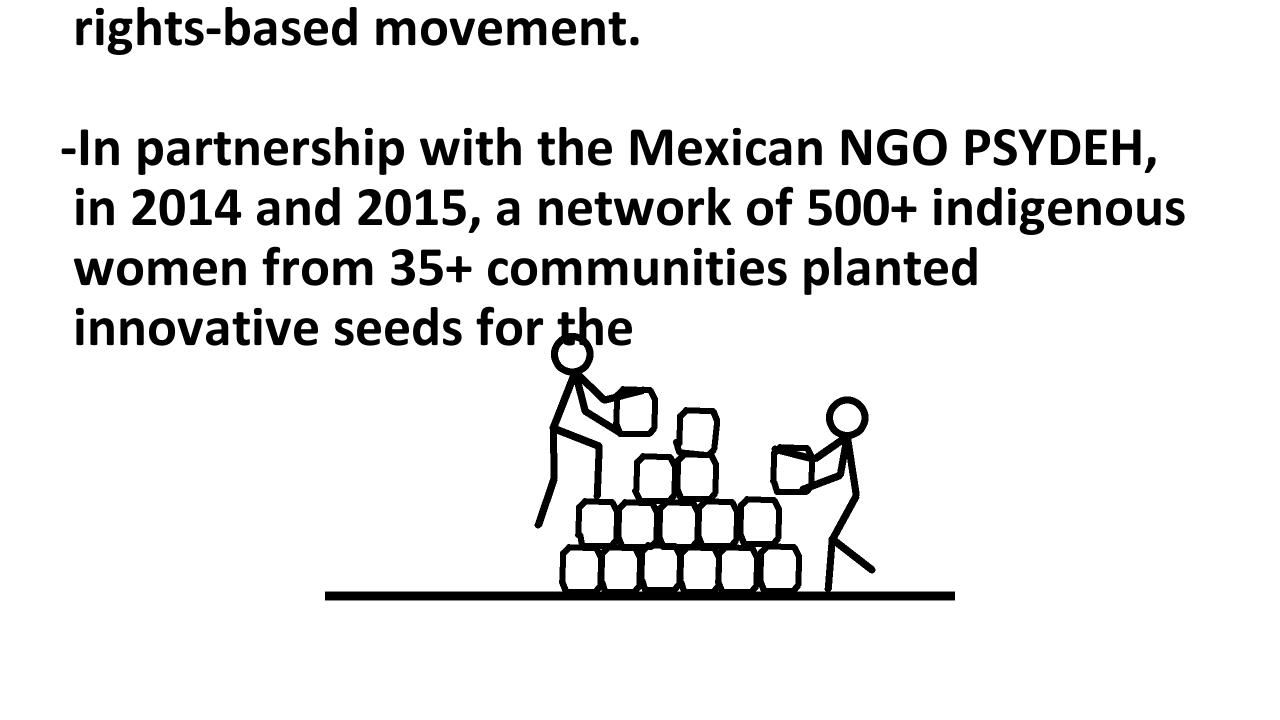 rights-based movement.
-In partnership with the Mexican NGO PSYDEH,
in 2014 and 2015, a network of 500+ indigenous
women from 35+ communities planted
innovative seeds for the